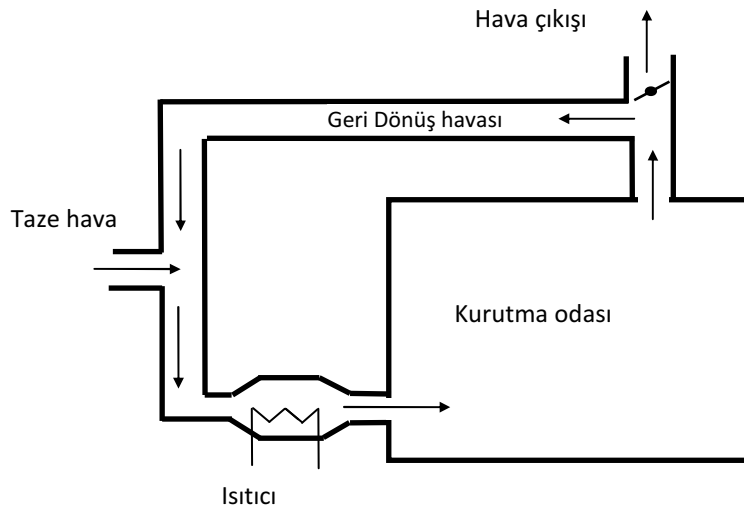 Hava çıkışı
Geri Dönüş havası
Taze hava
Kurutma odası
Isıtıcı